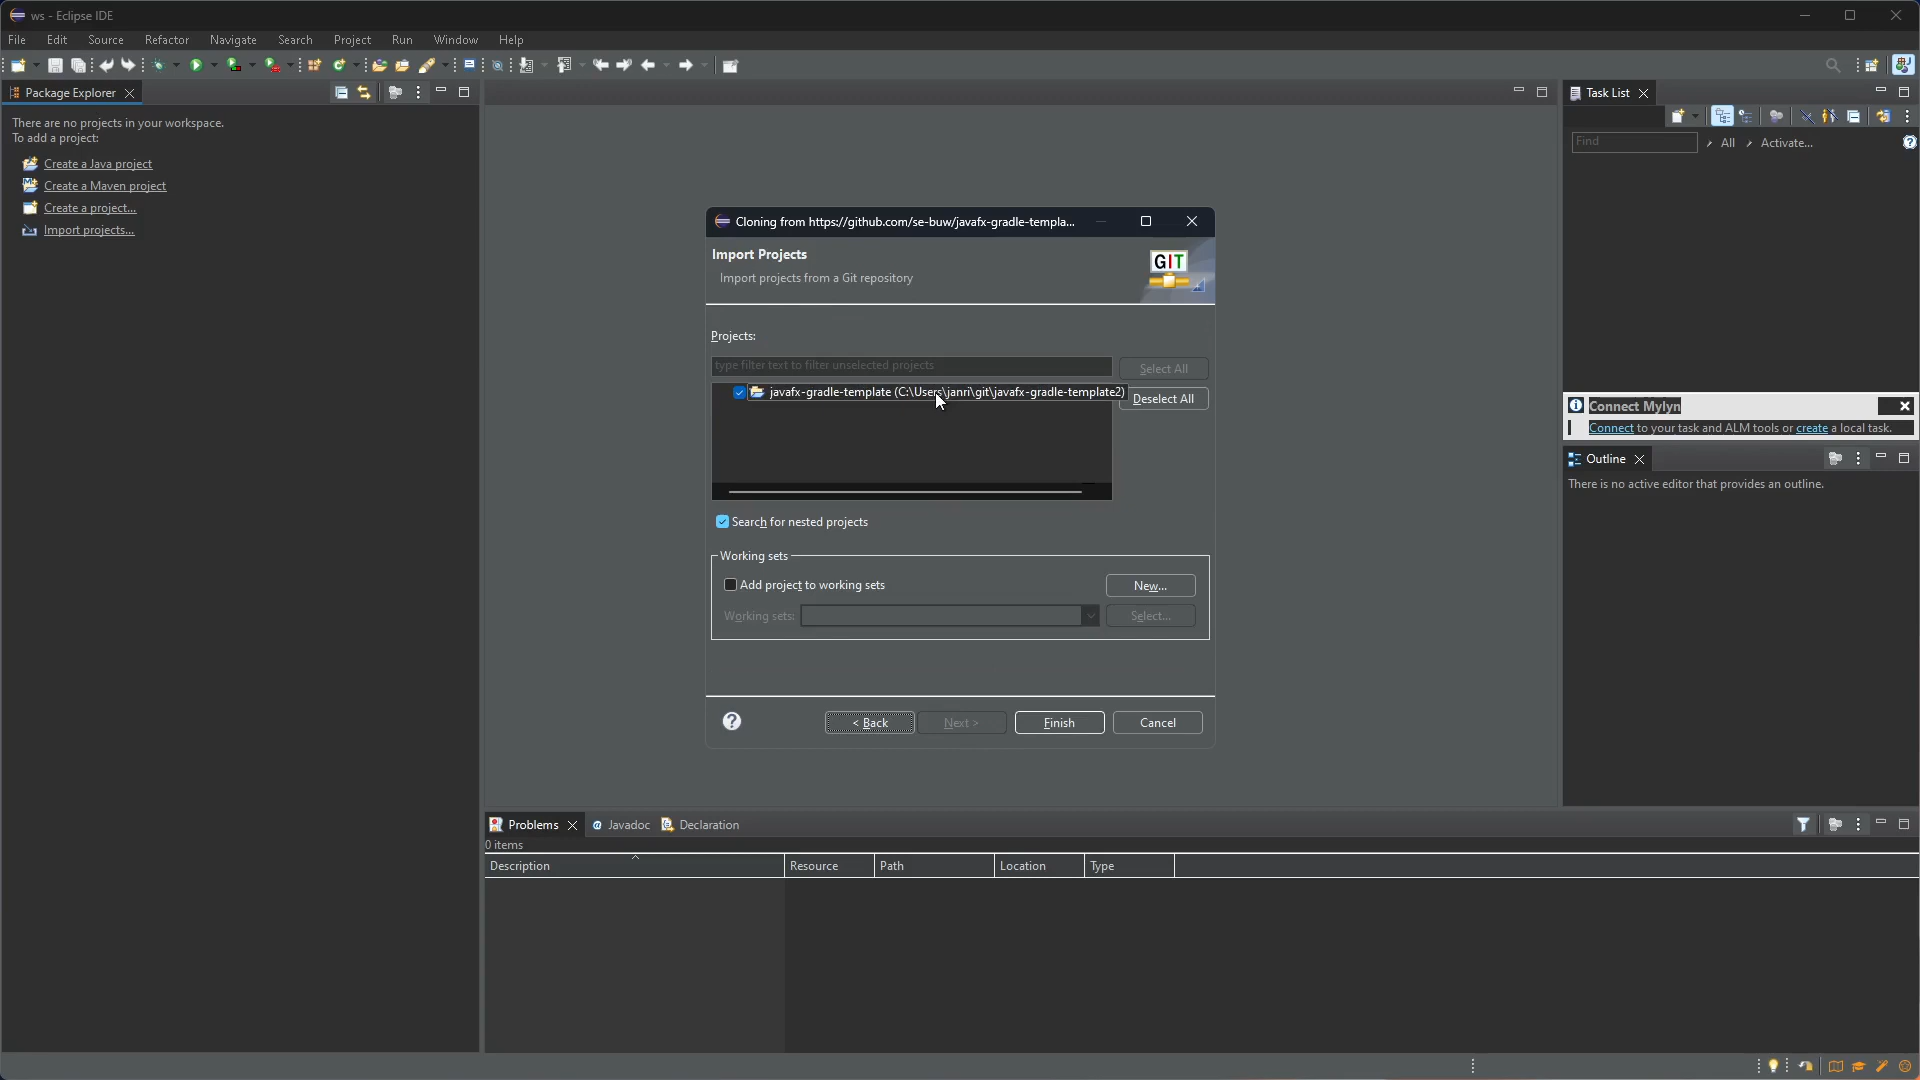 ws - Eclipse IDE
File Edit Source Refactor Navigate Search Project Run Window Help
Package Explorer
There are no projects in your workspace.
To add a project:
Create a Java project
Create a Maven project
Create a project...
Import projects...
Cloning from https://github.com/se-buw/javafx-gradle-templa...
Import Projects
Import projects from a Git repository
GIT
Projects:
type filter text to filter unselected projects
Select All
javafx-gradle-template (C:\Users\janri\git\javafx-gradle-template2)
Deselect All
Search for nested projects
Working sets
Add project to working sets
New...
Working sets:
Select...
< Back
Next >
Finish
Cancel
Task List
Find
All
Activate...
Connect Mylyn
Connect to your task and ALM tools or create a local task.
Outline
There is no active editor that provides an outline.
Problems
Javadoc
Declaration
0 items
Description Resource Path Location Type